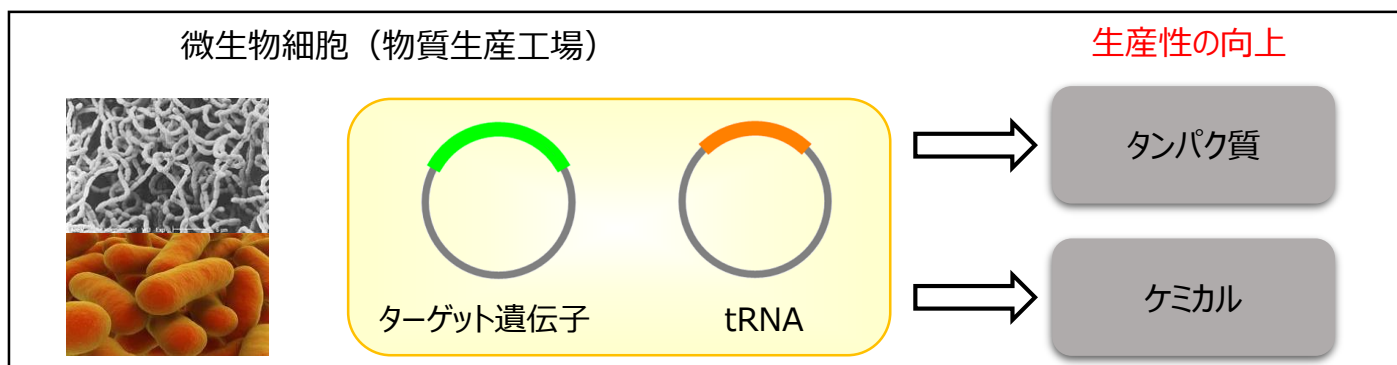 微生物細胞（物質生産工場）
生産性の向上
タンパク質
ターゲット遺伝子
tRNA
ケミカル